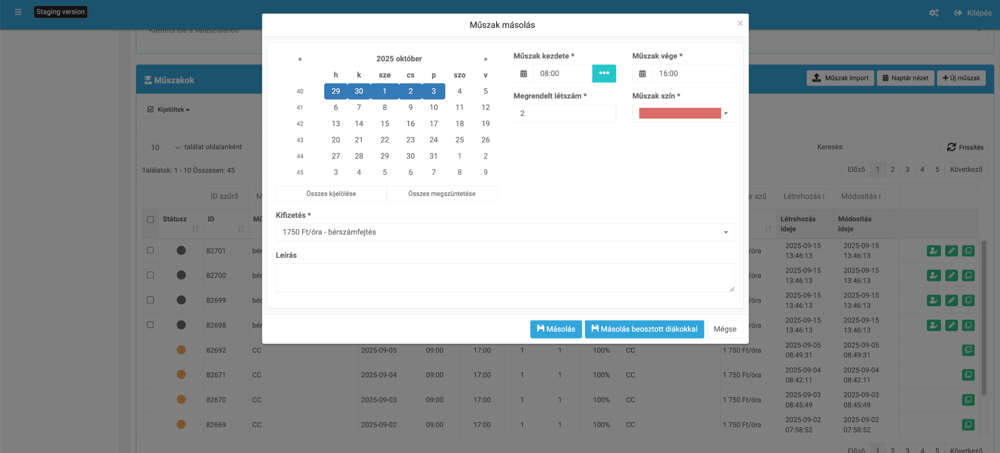 Staging version
Kilépés
Kattints ide a választáshoz
Műszak másolás
×
« 2025 október »
h k sze cs p szo v
40 29 30 1 2 3 4 5
41 6 7 8 9 10 11 12
42 13 14 15 16 17 18 19
43 20 21 22 23 24 25 26
44 27 28 29 30 31 1 2
45 3 4 5 6 7 8 9
Összes kijelölése
Összes megszüntetése
Műszak kezdete *
08:00
Műszak vége *
16:00
Megrendelt létszám *
2
Műszak szín *
Kifizetés *
1750 Ft/óra - bérszámfejtés
Leírás
Másolás
Másolás beosztott diákokkal
Mégse
Műszakok
Műszak import
Naptár nézet
+ Új műszak
Kijelöltek
10 találat oldalanként
Keresés:
Frissítés
Találatok: 1 - 10 Összesen: 45
Előző 1 2 3 4 5 Következő
ID szűrő
Létrehozás i
Módosítás i
Státusz
ID
Létrehozás ideje
Módosítás ideje
82701 2025-09-15 13:46:13 2025-09-15 13:46:13
82700 2025-09-15 13:46:13 2025-09-15 13:46:13
82699 2025-09-15 13:46:13 2025-09-15 13:46:13
82698 2025-09-15 13:46:13 2025-09-15 13:46:13
82692 CC 2025-09-05 09:00 17:00 1 1 100% CC 1 750 Ft/óra 2025-09-05 08:49:31 2025-09-05 08:49:31
82671 CC 2025-09-04 09:00 17:00 1 1 100% CC 1 750 Ft/óra 2025-09-04 08:42:11 2025-09-04 08:42:11
82670 CC 2025-09-03 09:00 17:00 1 1 100% CC 1 750 Ft/óra 2025-09-03 08:45:49 2025-09-03 08:45:49
82669 CC 2025-09-02 09:00 17:00 1 1 100% CC 1 750 Ft/óra 2025-09-02 07:58:52 2025-09-02 07:58:52
Előző 1 2 3 4 5 Következő